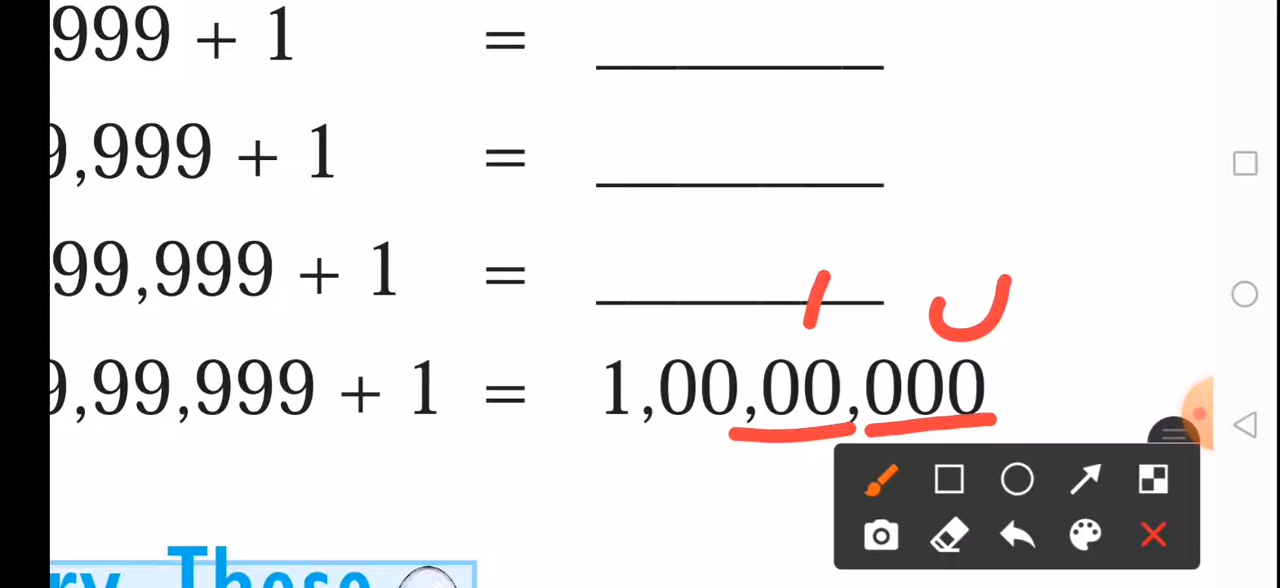 999 + 1 = ________
9,999 + 1 = ________
99,999 + 1 = ________
9,99,999 + 1 = 1,00,00,000
ry These